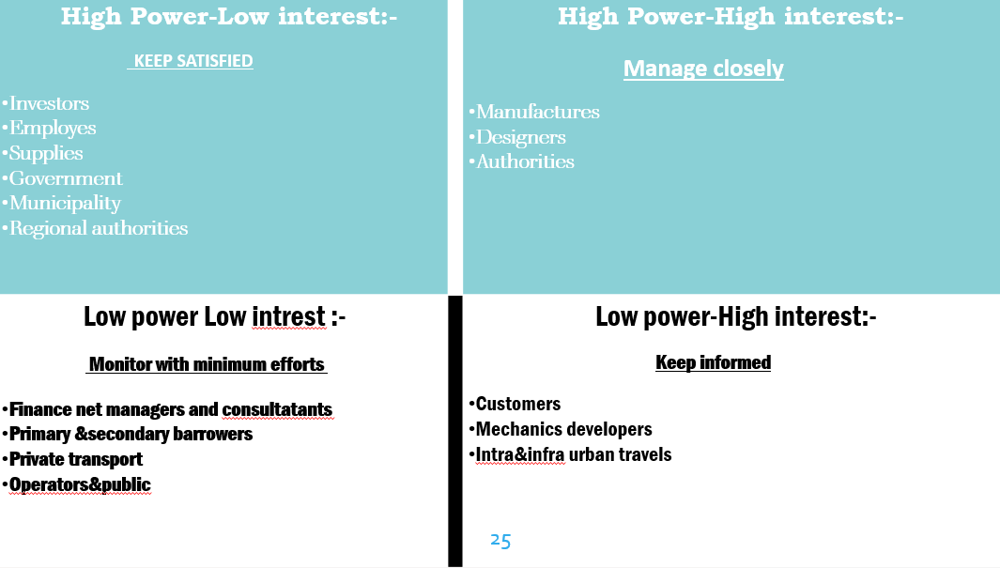 High Power-Low interest:-
KEEP SATISFIED
•Investors
•Employes
•Supplies
•Government
•Municipality
•Regional authorities
High Power-High interest:-
Manage closely
•Manufactures
•Designers
•Authorities
Low power Low intrest :-
Monitor with minimum efforts
•Finance net managers and consultatants
•Primary &secondary barrowers
•Private transport
•Operators&public
Low power-High interest:-
Keep informed
•Customers
•Mechanics developers
•Intra&infra urban travels
25